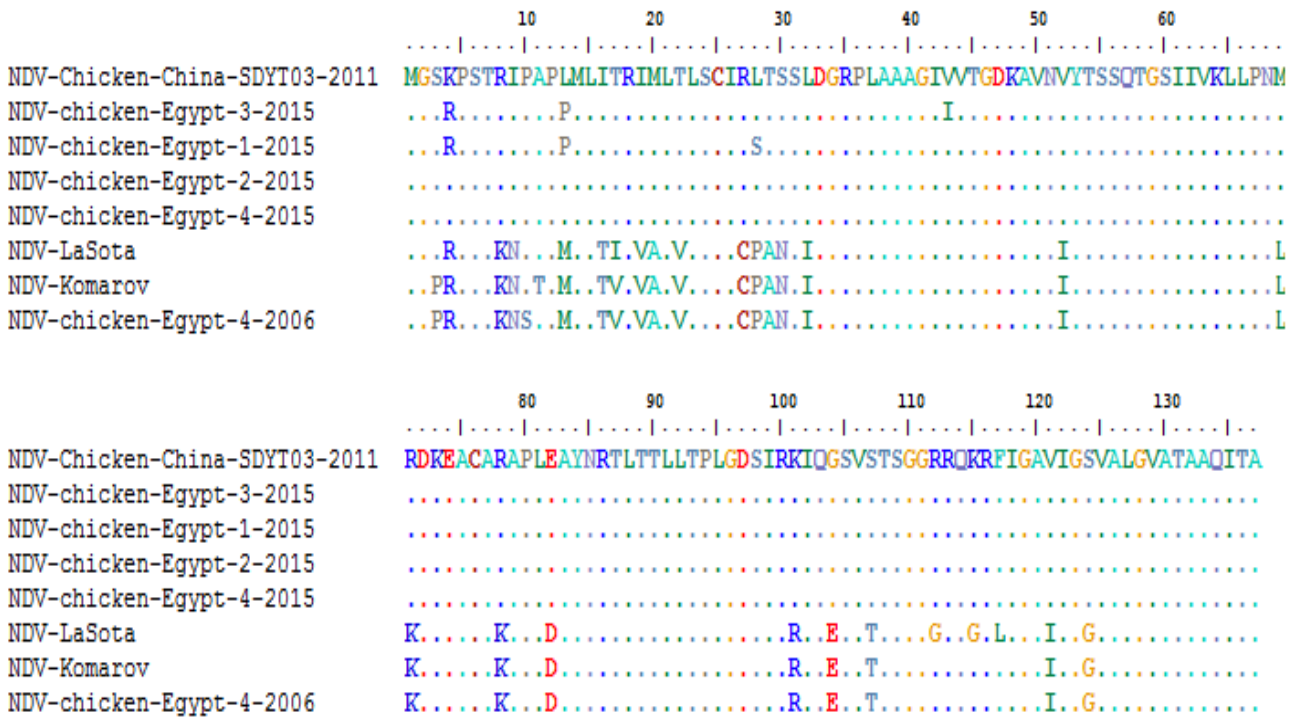 10 20 30 40 50 60
....|....|....|....|....|....|....|....|....|....|....|....|....|....
NDV-Chicken-China-SDYT03-2011 MGSKPSTRIPAPLMLITRIMLTLSCIRLTSSLDGRPLAAAGIVVTGDKAVNVYTSSQTGSIIVKLLPNM
NDV-chicken-Egypt-3-2015 ...R........P.............................I..........................
NDV-chicken-Egypt-1-2015 ...R........P..............S.........................................
NDV-chicken-Egypt-2-2015 .....................................................................
NDV-chicken-Egypt-4-2015 .....................................................................
NDV-LaSota ...R...KN...M..TI.VA.V....CPAN.I...................I................L
NDV-Komarov ..PR...KN.T.M..TV.VA.V....CPAN.I...................I................L
NDV-chicken-Egypt-4-2006 ..PR...KNS..M..TV.VA.V....CPAN.I...................I................L
80 90 100 110 120 130
....|....|....|....|....|....|....|....|....|....|....|....|....|..
NDV-Chicken-China-SDYT03-2011 RDKEACARAPLEAYNRTLTTLLTPLGDSIRKIQGSVSTSGGRRQKRFIGAVIGSVALGVATAAQITA
NDV-chicken-Egypt-3-2015 ...................................................................
NDV-chicken-Egypt-1-2015 ...................................................................
NDV-chicken-Egypt-2-2015 ...................................................................
NDV-chicken-Egypt-4-2015 ...................................................................
NDV-LaSota K......K...D..................R..E..T....G..G.L...I..G.............
NDV-Komarov K......K...D..................R..E..T.............I..G.............
NDV-chicken-Egypt-4-2006 K......K...D..................R..E..T.............I..G.............